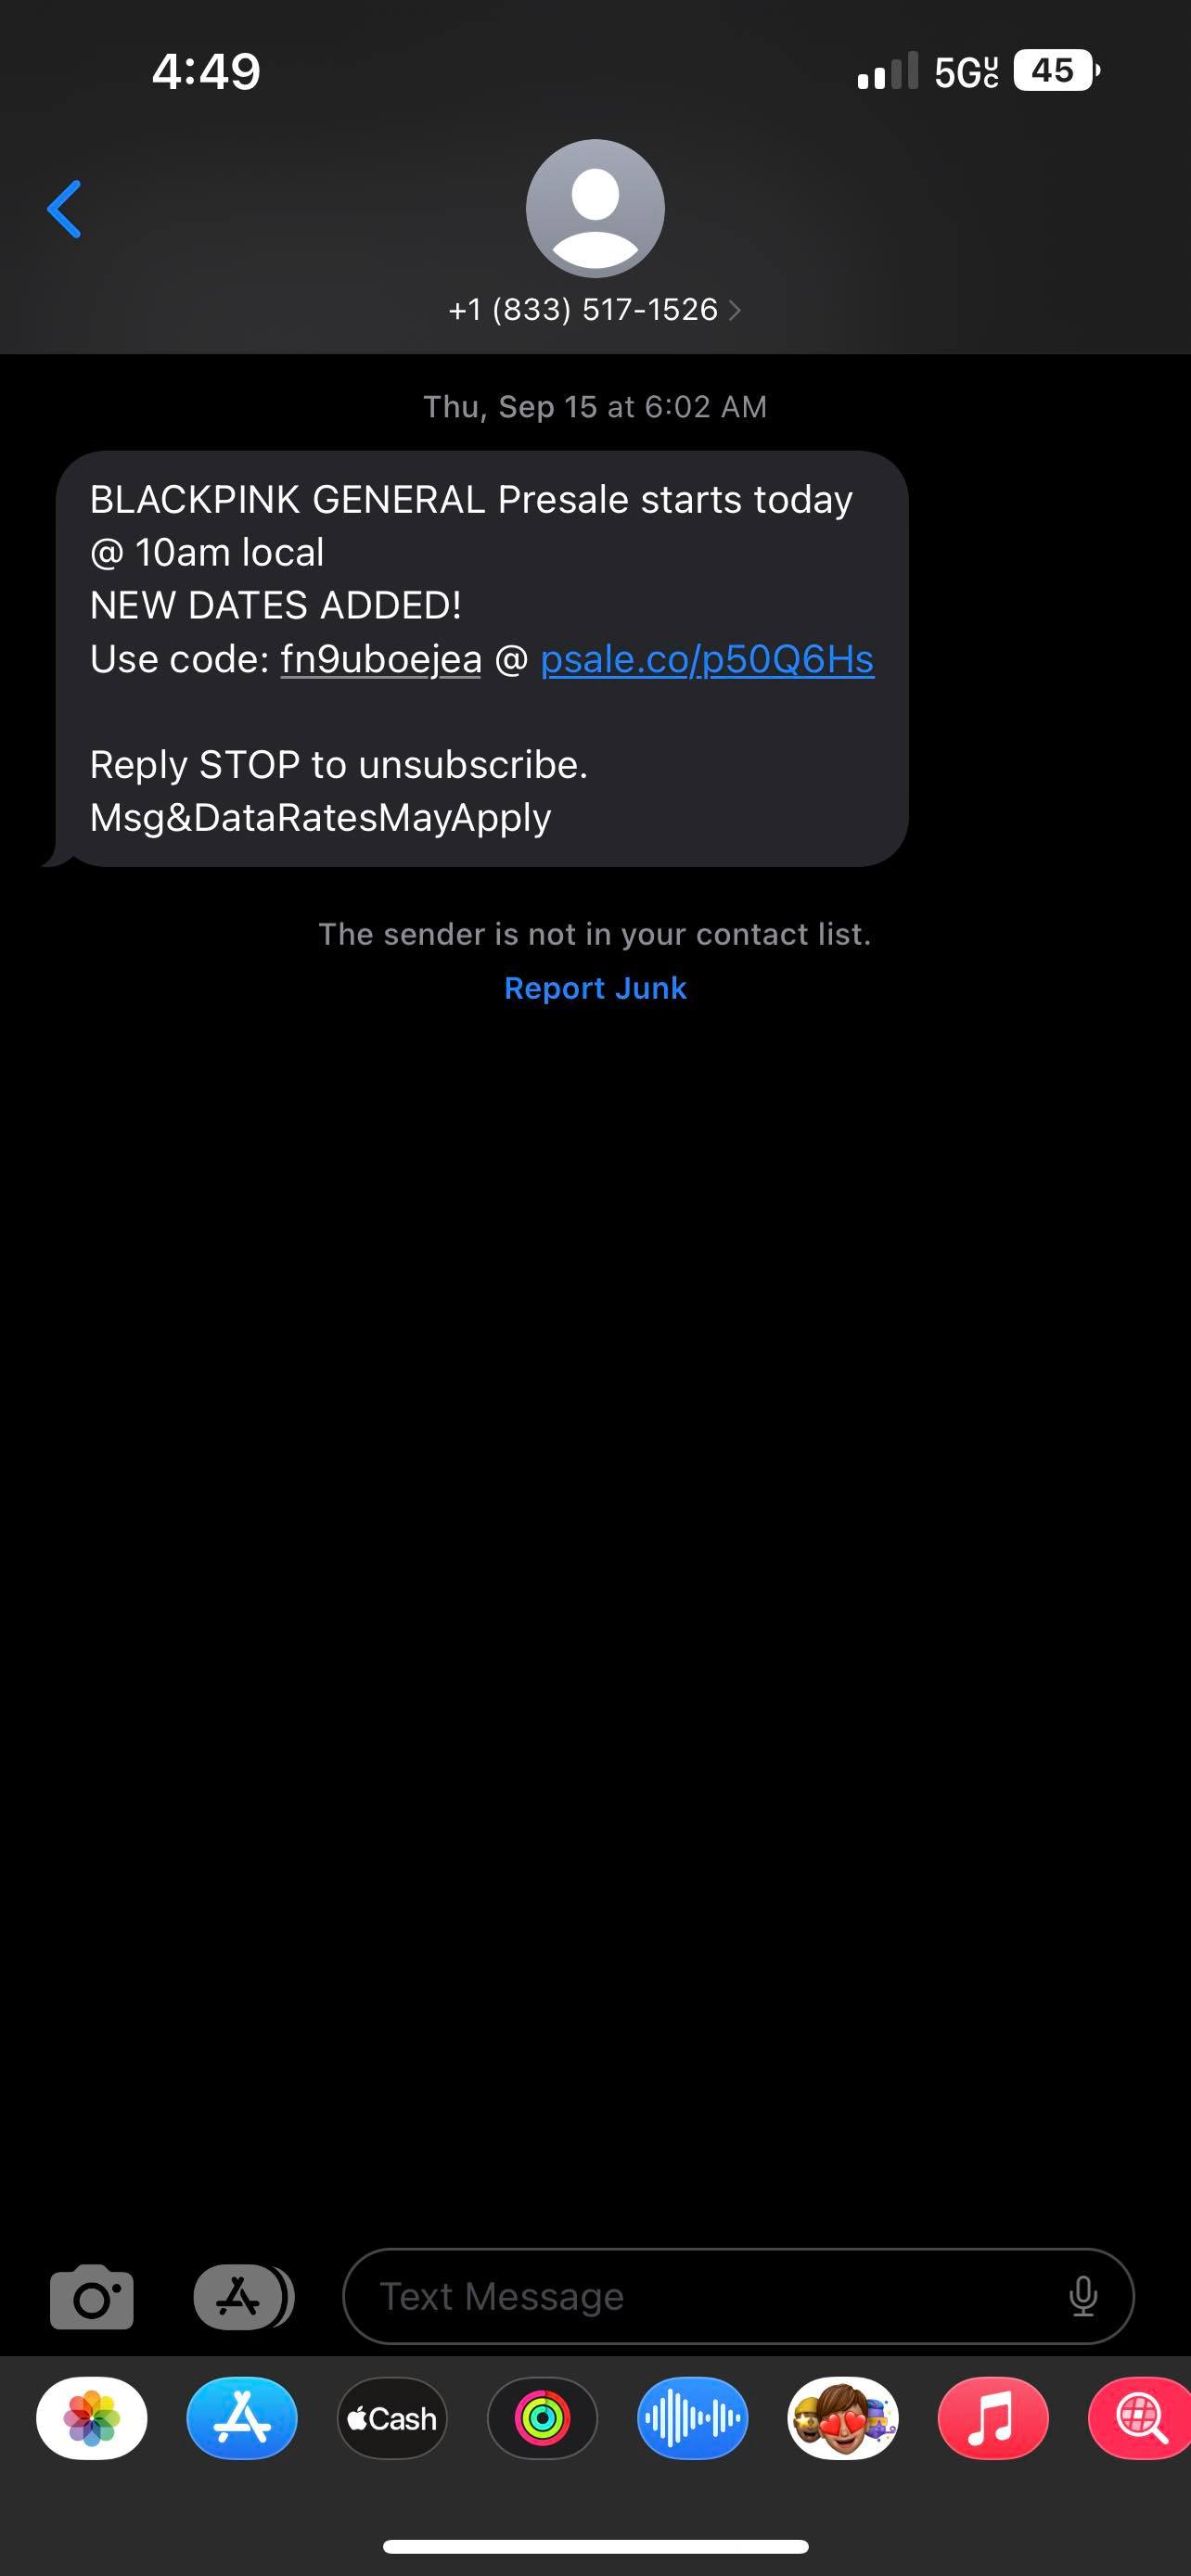 4:49
5GUC 45
+1 (833) 517-1526
Thu, Sep 15 at 6:02 AM
BLACKPINK GENERAL Presale starts today
@ 10am local
NEW DATES ADDED!
Use code: fn9uboejea @ psale.co/p50Q6Hs
Reply STOP to unsubscribe.
Msg&DataRatesMayApply
The sender is not in your contact list.
Report Junk
Text Message
Cash